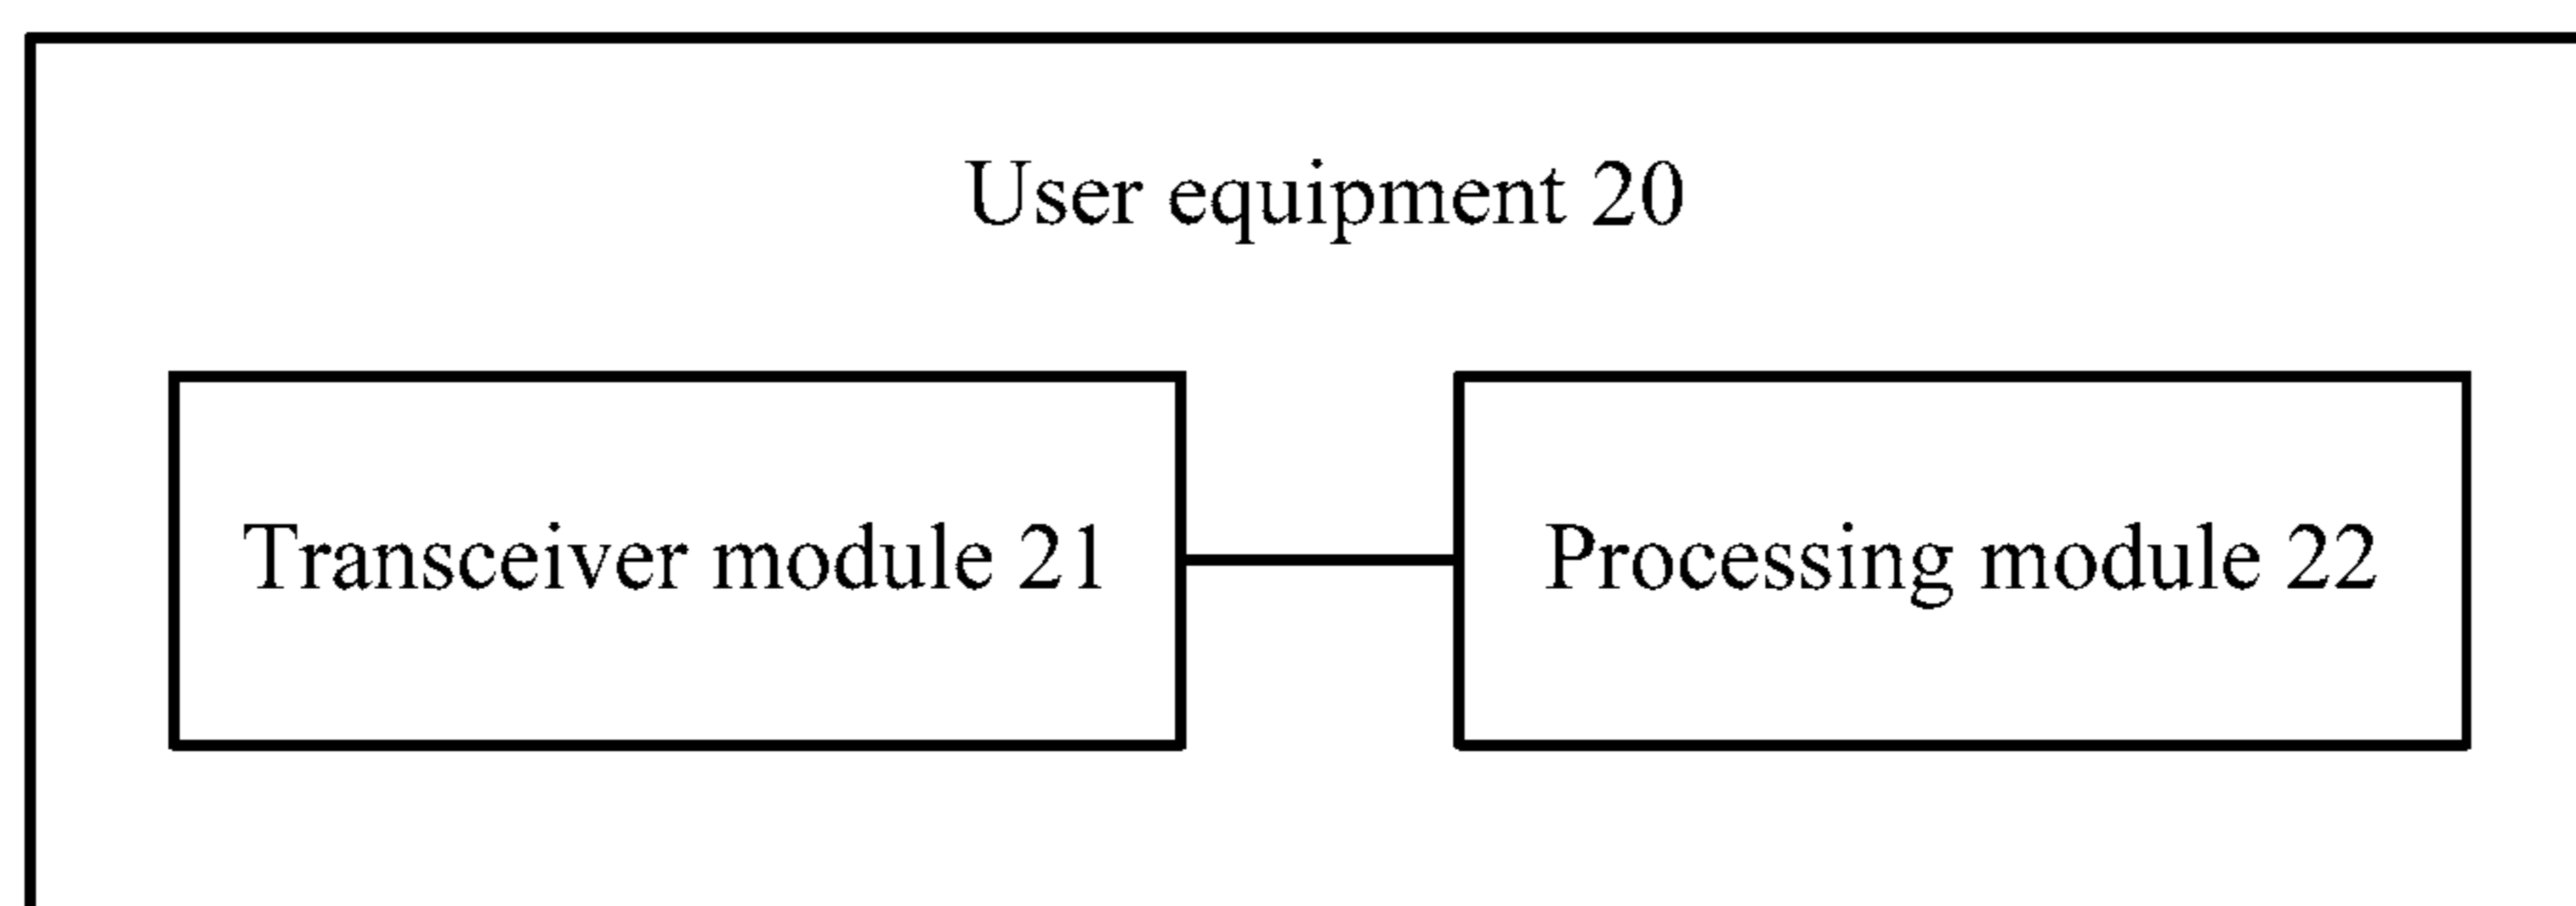 User equipment 20
Transceiver module 21
Processing module 22